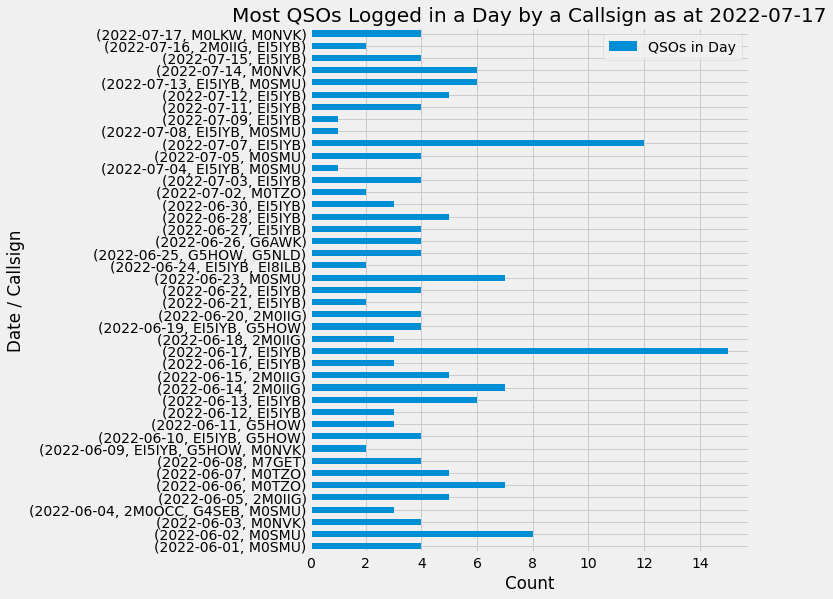 Most QSOs Logged in a Day by a Callsign as at 2022-07-17
QSOs in Day
(2022-07-17, M0LKW, M0NVK)
(2022-07-16, 2M0IIG, EI5IYB)
(2022-07-15, EI5IYB)
(2022-07-14, M0NVK)
(2022-07-13, EI5IYB, M0SMU)
(2022-07-12, EI5IYB)
(2022-07-11, EI5IYB)
(2022-07-09, EI5IYB)
(2022-07-08, EI5IYB, M0SMU)
(2022-07-07, EI5IYB)
(2022-07-05, M0SMU)
(2022-07-04, EI5IYB, M0SMU)
(2022-07-03, EI5IYB)
(2022-07-02, M0TZO)
(2022-06-30, EI5IYB)
(2022-06-28, EI5IYB)
(2022-06-27, EI5IYB)
(2022-06-26, G6AWK)
(2022-06-25, G5HOW, G5NLD)
(2022-06-24, EI5IYB, EI8ILB)
(2022-06-23, M0SMU)
(2022-06-22, EI5IYB)
(2022-06-21, EI5IYB)
(2022-06-20, 2M0IIG)
(2022-06-19, EI5IYB, G5HOW)
(2022-06-18, 2M0IIG)
(2022-06-17, EI5IYB)
(2022-06-16, EI5IYB)
(2022-06-15, 2M0IIG)
(2022-06-14, 2M0IIG)
(2022-06-13, EI5IYB)
(2022-06-12, EI5IYB)
(2022-06-11, G5HOW)
(2022-06-10, EI5IYB, G5HOW)
(2022-06-09, EI5IYB, G5HOW, M0NVK)
(2022-06-08, M7GET)
(2022-06-07, M0TZO)
(2022-06-06, M0TZO)
(2022-06-05, 2M0IIG)
(2022-06-04, 2M0OCC, G4SEB, M0SMU)
(2022-06-03, M0NVK)
(2022-06-02, M0SMU)
(2022-06-01, M0SMU)
Date / Callsign
0 2 4 6 8 10 12 14
Count